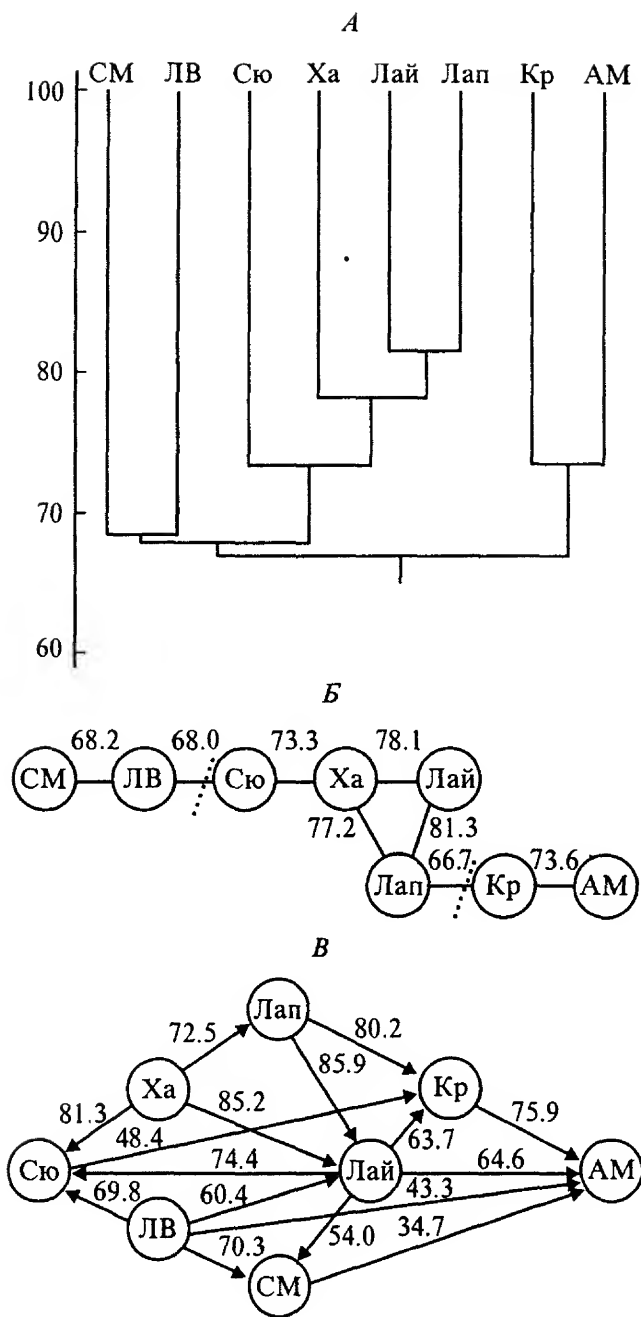 А
СМ ЛВ Сю Ха Лай Лап Кр АМ
100
90
80
70
60
Б
68.2 68.0 73.3 78.1
СМ ЛВ Сю Ха Лай
77.2 81.3
66.7 73.6
Лап Кр АМ
В
Лап
72.5 80.2
Ха 85.9 Кр
81.3 85.2 75.9
48.4 63.7
Сю 74.4 Лай 64.6 АМ
69.8 60.4 43.3
ЛВ 70.3 54.0 34.7
СМ